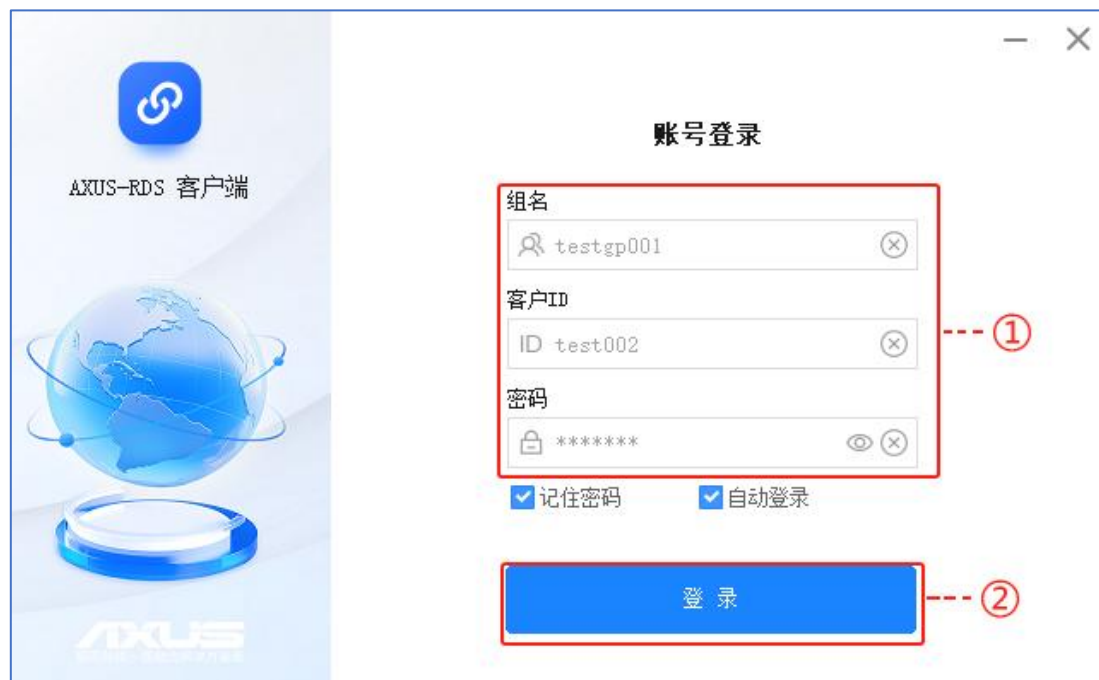 AXUS-RDS 客户端
账号登录
组名
testgp001
客户ID
ID test002
①
密码
*******
记住密码 自动登录
登 录
②
AXUS